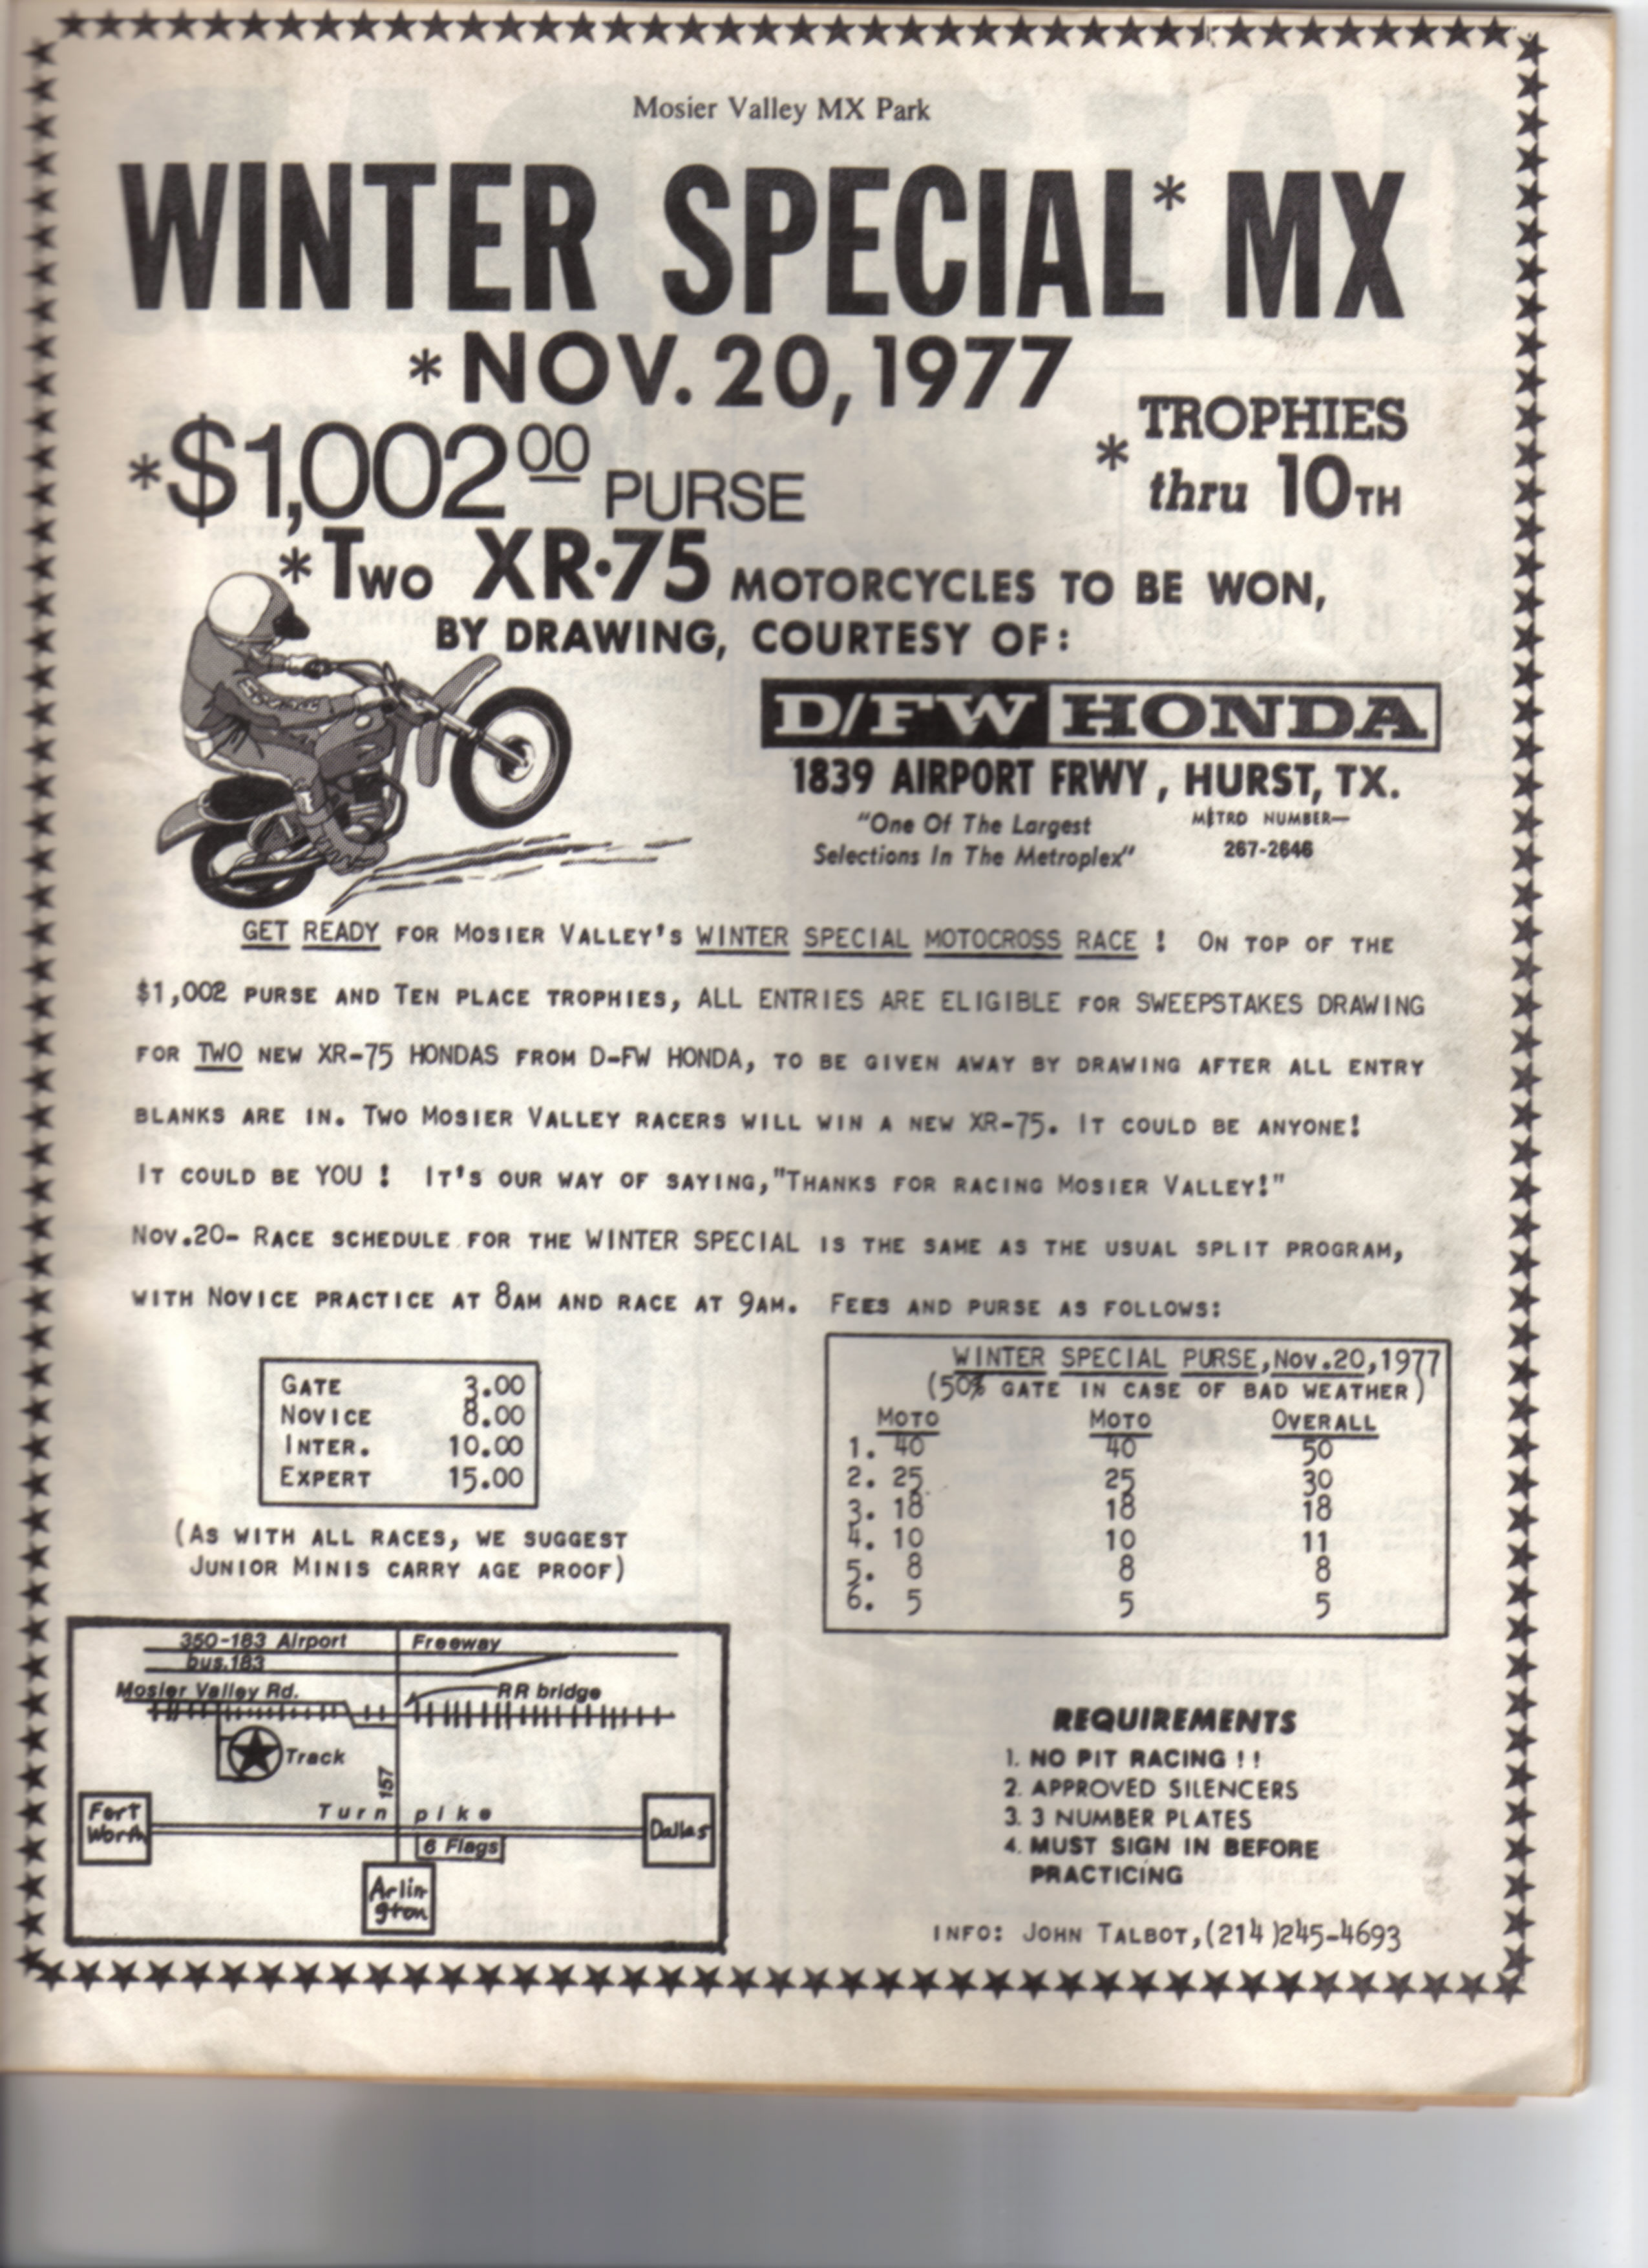 Mosier Valley MX Park
WINTER SPECIAL* MX
*NOV. 20, 1977
*$1,002 00 PURSE
* TROPHIES
thru 10TH
*Two XR·75 MOTORCYCLES TO BE WON,
BY DRAWING, COURTESY OF:
D/FW HONDA
1839 AIRPORT FRWY, HURST, TX.
"One Of The Largest
Selections In The Metroplex"
METRO NUMBER—
267-2646
GET READY FOR MOSIER VALLEY'S WINTER SPECIAL MOTOCROSS RACE ! ON TOP OF THE
$1,002 PURSE AND TEN PLACE TROPHIES, ALL ENTRIES ARE ELIGIBLE FOR SWEEPSTAKES DRAWING
FOR TWO NEW XR-75 HONDAS FROM D-FW HONDA, TO BE GIVEN AWAY BY DRAWING AFTER ALL ENTRY
BLANKS ARE IN. TWO MOSIER VALLEY RACERS WILL WIN A NEW XR-75. IT COULD BE ANYONE!
IT COULD BE YOU ! IT'S OUR WAY OF SAYING,"THANKS FOR RACING MOSIER VALLEY!"
NOV.20- RACE SCHEDULE FOR THE WINTER SPECIAL IS THE SAME AS THE USUAL SPLIT PROGRAM,
WITH NOVICE PRACTICE AT 8AM AND RACE AT 9AM. FEES AND PURSE AS FOLLOWS:
GATE 3.00
NOVICE 8.00
INTER. 10.00
EXPERT 15.00
(AS WITH ALL RACES, WE SUGGEST
JUNIOR MINIS CARRY AGE PROOF)
WINTER SPECIAL PURSE,NOV.20,1977
(50% GATE IN CASE OF BAD WEATHER)
MOTO MOTO OVERALL
1. 40 40 50
2. 25 25 30
3. 18 18 18
4. 10 10 11
5. 8 8 8
6. 5 5 5
350-183 Airport Freeway
bus.183
Mosier Valley Rd.
RR bridge
Track
157
Turn pike
Fort
Worth
Dallas
6 Flags
Arlin
gton
REQUIREMENTS
1. NO PIT RACING !!
2. APPROVED SILENCERS
3. 3 NUMBER PLATES
4. MUST SIGN IN BEFORE
PRACTICING
INFO: JOHN TALBOT,(214)245-4693